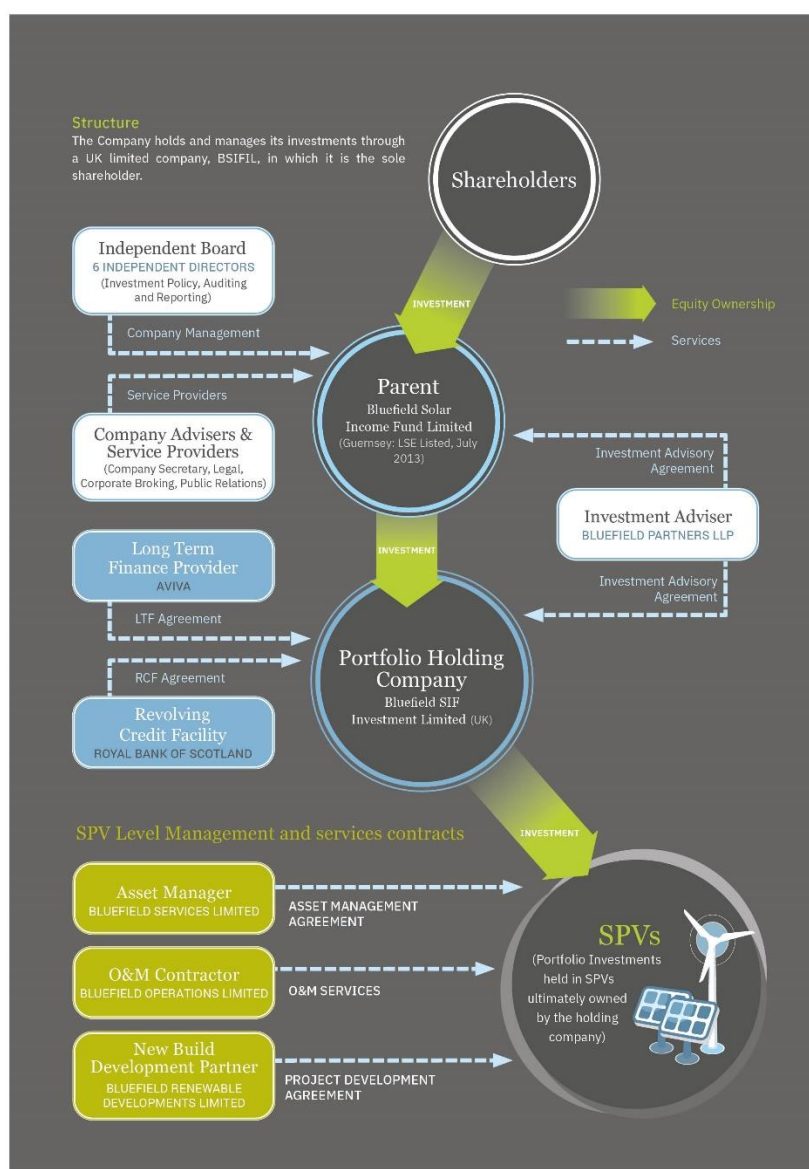 Structure
The Company holds and manages its investments through
a UK limited company, BSIFIL, in which it is the sole
shareholder.
Shareholders
Independent Board
6 INDEPENDENT DIRECTORS
(Investment Policy, Auditing
and Reporting)
INVESTMENT
Equity Ownership
Company Management
Services
Service Providers
Parent
Bluefield Solar
Income Fund Limited
(Guernsey: LSE Listed, July
2013)
Company Advisers &
Service Providers
(Company Secretary, Legal,
Corporate Broking, Public Relations)
Investment Advisory
Agreement
Investment Adviser
BLUEFIELD PARTNERS LLP
Investment Advisory
Agreement
Long Term
Finance Provider
AVIVA
INVESTMENT
LTF Agreement
RCF Agreement
Portfolio Holding
Company
Bluefield SIF
Investment Limited (UK)
Revolving
Credit Facility
ROYAL BANK OF SCOTLAND
INVESTMENT
SPV Level Management and services contracts
Asset Manager
BLUEFIELD SERVICES LIMITED
ASSET MANAGEMENT
AGREEMENT
O&M Contractor
BLUEFIELD OPERATIONS LIMITED
O&M SERVICES
New Build
Development Partner
BLUEFIELD RENEWABLE
DEVELOPMENTS LIMITED
PROJECT DEVELOPMENT
AGREEMENT
SPVs
(Portfolio Investments
held in SPVs
ultimately owned
by the holding
company)